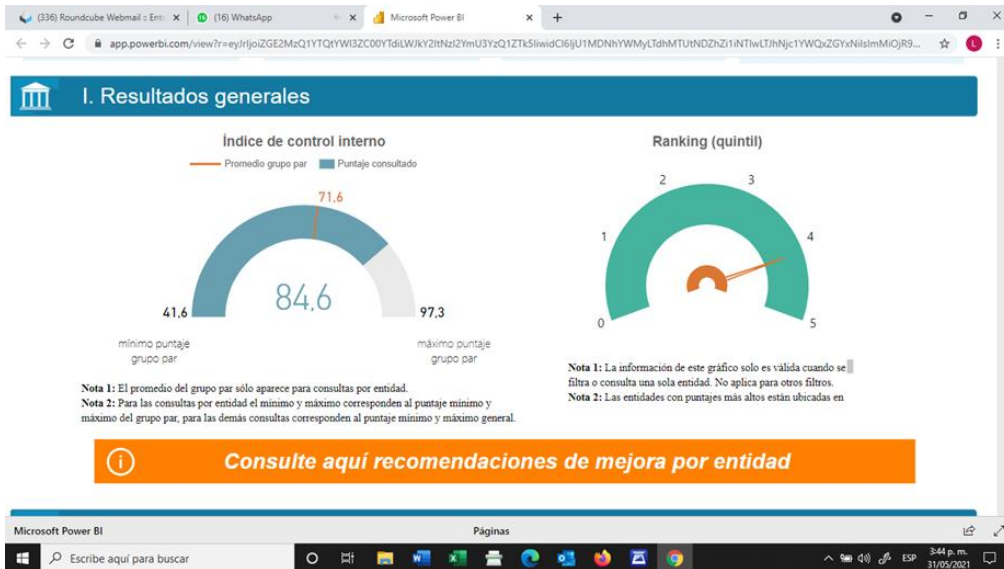 (336) Roundcube Webmail :: Ent
(16) WhatsApp
Microsoft Power BI
I. Resultados generales
Índice de control interno
Promedio grupo par
Puntaje consultado
71,6
84,6
41,6
97,3
mínimo puntaje
grupo par
máximo puntaje
grupo par
Nota 1: El promedio del grupo par sólo aparece para consultas por entidad.
Nota 2: Para las consultas por entidad el mínimo y máximo corresponden al puntaje mínimo y
máximo del grupo par, para las demás consultas corresponden al puntaje mínimo y máximo general.
Ranking (quintil)
0
1
2
3
4
5
Nota 1: La información de este gráfico solo es válida cuando se
filtra o consulta una sola entidad. No aplica para otros filtros.
Nota 2: Las entidades con puntajes más altos están ubicadas en
Consulte aquí recomendaciones de mejora por entidad
Microsoft Power BI
Páginas
Escribe aquí para buscar
ESP
3:44 p. m.
31/05/2021